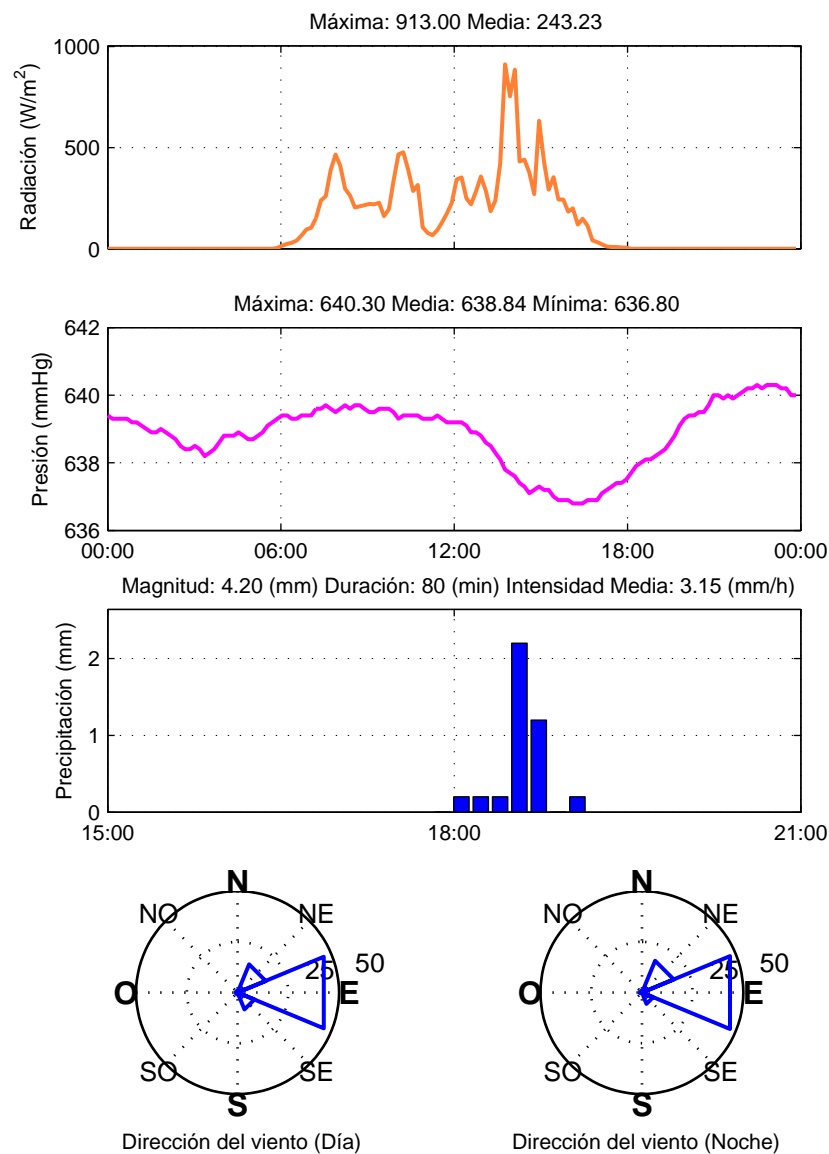 Máxima: 913.00 Media: 243.23
1000
500
0
Radiación (W/m²)
Máxima: 640.30 Media: 638.84 Mínima: 636.80
642
640
638
636
Presión (mmHg)
00:00 06:00 12:00 18:00 00:00
Magnitud: 4.20 (mm) Duración: 80 (min) Intensidad Media: 3.15 (mm/h)
2
1
0
Precipitación (mm)
15:00 18:00 21:00
N
NO NE
25 50
O E
SO SE
S
Dirección del viento (Día)
N
NO NE
25 50
O E
SO SE
S
Dirección del viento (Noche)